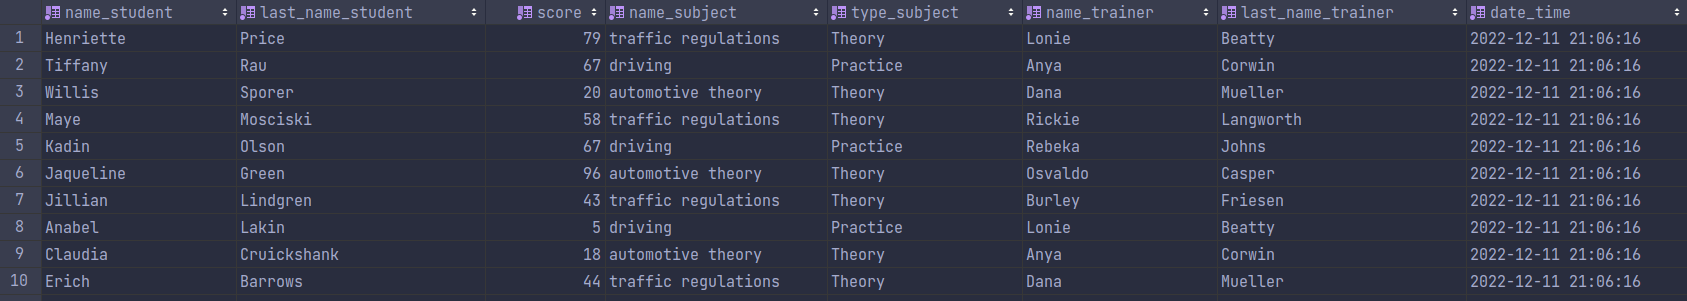 name_student last_name_student score name_subject type_subject name_trainer last_name_trainer date_time
1 Henriette Price 79 traffic regulations Theory Lonie Beatty 2022-12-11 21:06:16
2 Tiffany Rau 67 driving Practice Anya Corwin 2022-12-11 21:06:16
3 Willis Sporer 20 automotive theory Theory Dana Mueller 2022-12-11 21:06:16
4 Maye Mosciski 58 traffic regulations Theory Rickie Langworth 2022-12-11 21:06:16
5 Kadin Olson 67 driving Practice Rebeka Johns 2022-12-11 21:06:16
6 Jaqueline Green 96 automotive theory Theory Osvaldo Casper 2022-12-11 21:06:16
7 Jillian Lindgren 43 traffic regulations Theory Burley Friesen 2022-12-11 21:06:16
8 Anabel Lakin 5 driving Practice Lonie Beatty 2022-12-11 21:06:16
9 Claudia Cruickshank 18 automotive theory Theory Anya Corwin 2022-12-11 21:06:16
10 Erich Barrows 44 traffic regulations Theory Dana Mueller 2022-12-11 21:06:16